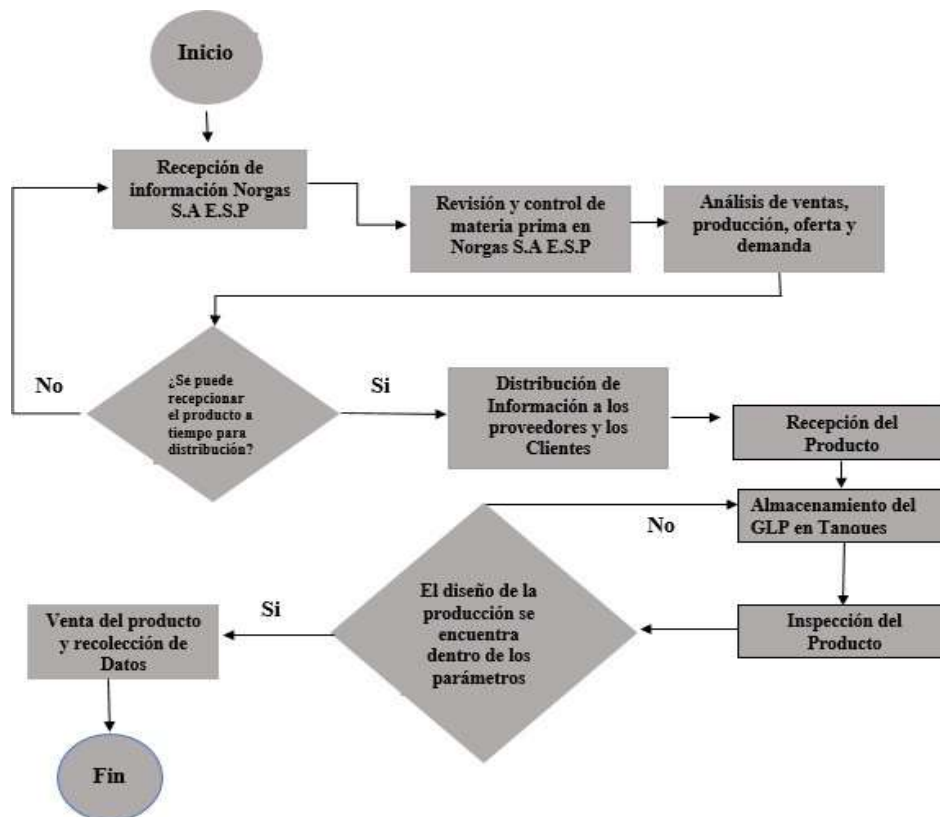 Inicio
Recepción de
información Norgas
S.A E.S.P
Revisión y control de
materia prima en
Norgas S.A E.S.P
Análisis de ventas,
producción, oferta y
demanda
No
¿Se puede
recepcionar
el producto a
tiempo para
distribución?
Si
Distribución de
Información a los
proveedores y los
Clientes
Recepción del
Producto
Almacenamiento del
GLP en Tanques
No
Inspección del
Producto
El diseño de la
producción se
encuentra
dentro de los
parámetros
Si
Venta del producto
y recolección de
Datos
Fin